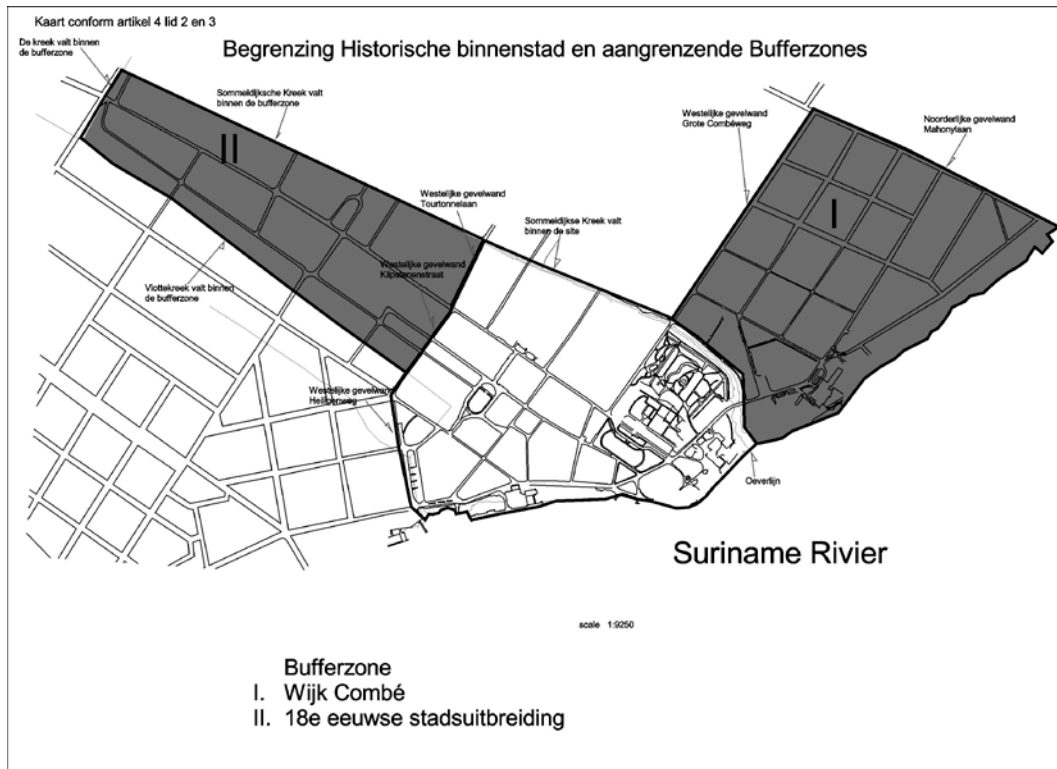 Kaart conform artikel 4 lid 2 en 3
Begrenzing Historische binnenstad en aangrenzende Bufferzones
De kreek valt binnen
de bufferzone
Sommeldijksche Kreek valt
binnen de bufferzone
II
Westelijke gevelwand
Grote Combéweg
Noorderlijke gevelwand
Mahonylaan
I
Westelijke gevelwand
Tourtonnelaan
Sommeldijkse Kreek valt
binnen de site
Westelijke gevelwand
Klipstenenstraat
Viottekreek valt binnen
de bufferzone
Westelijke gevelwand
Heiligenweg
Oeverlijn
Suriname Rivier
scale 1:9250
Bufferzone
I. Wijk Combé
II. 18e eeuwse stadsuitbreiding